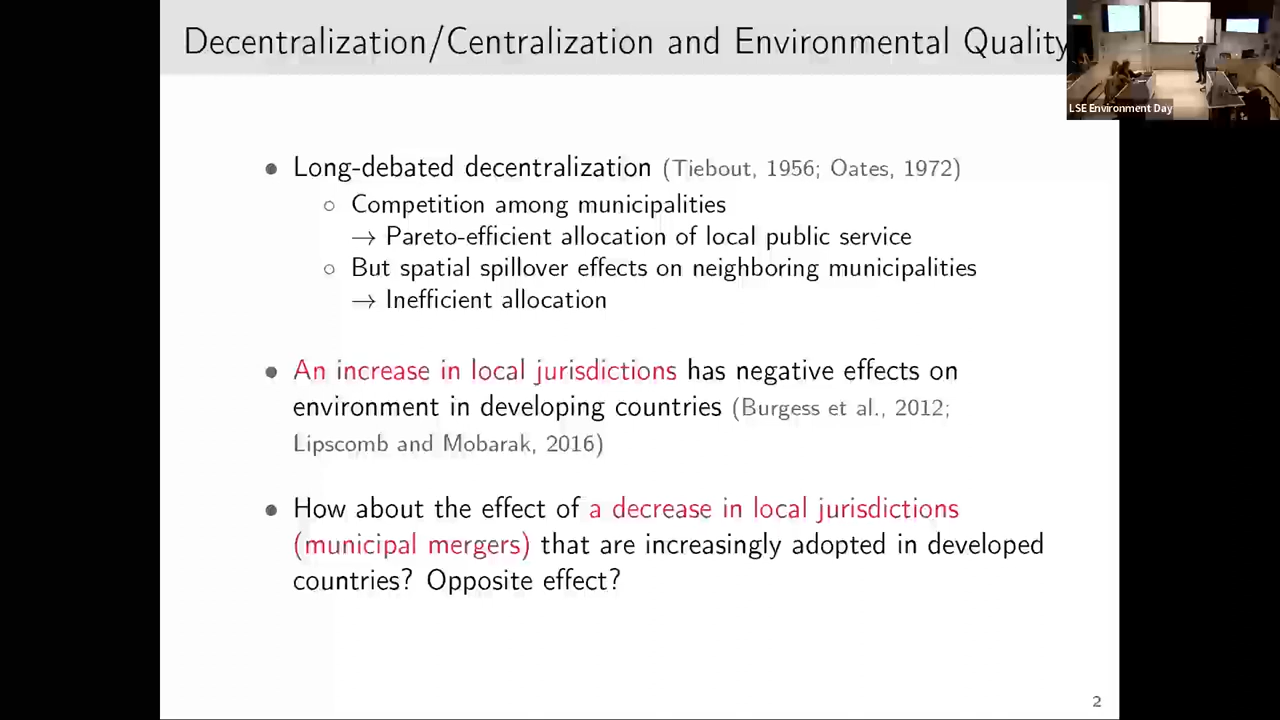 Decentralization/Centralization and Environmental Quality
LSE Environment Day
• Long-debated decentralization (Tiebout, 1956; Oates, 1972)
○ Competition among municipalities
→ Pareto-efficient allocation of local public service
○ But spatial spillover effects on neighboring municipalities
→ Inefficient allocation
• An increase in local jurisdictions has negative effects on
environment in developing countries (Burgess et al., 2012;
Lipscomb and Mobarak, 2016)
• How about the effect of a decrease in local jurisdictions
(municipal mergers) that are increasingly adopted in developed
countries? Opposite effect?
2